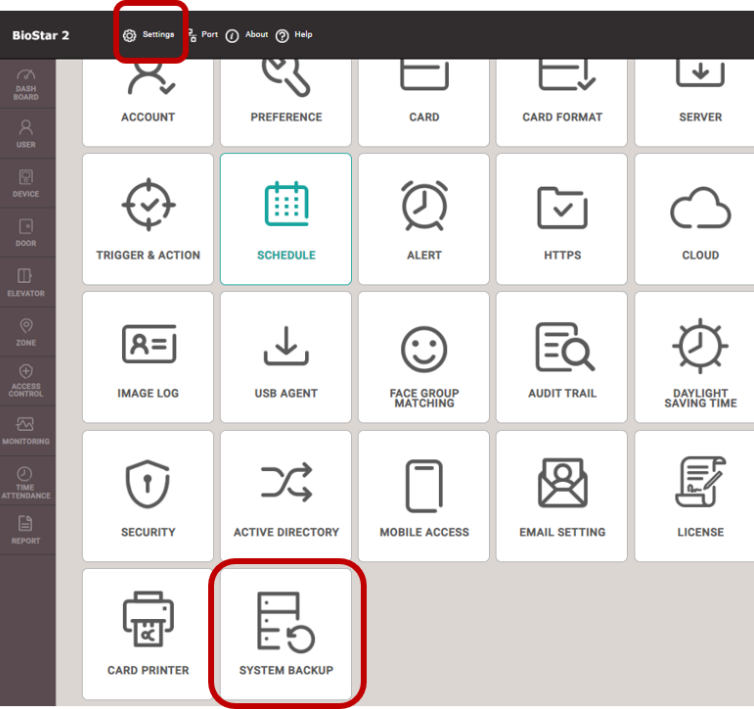 BioStar 2
Settings
Port
About
Help
DASH
BOARD
USER
DEVICE
DOOR
ELEVATOR
ZONE
ACCESS
CONTROL
MONITORING
TIME
ATTENDANCE
REPORT
ACCOUNT
PREFERENCE
CARD
CARD FORMAT
SERVER
TRIGGER & ACTION
SCHEDULE
ALERT
HTTPS
CLOUD
IMAGE LOG
USB AGENT
FACE GROUP
MATCHING
AUDIT TRAIL
DAYLIGHT
SAVING TIME
SECURITY
ACTIVE DIRECTORY
MOBILE ACCESS
EMAIL SETTING
LICENSE
CARD PRINTER
SYSTEM BACKUP